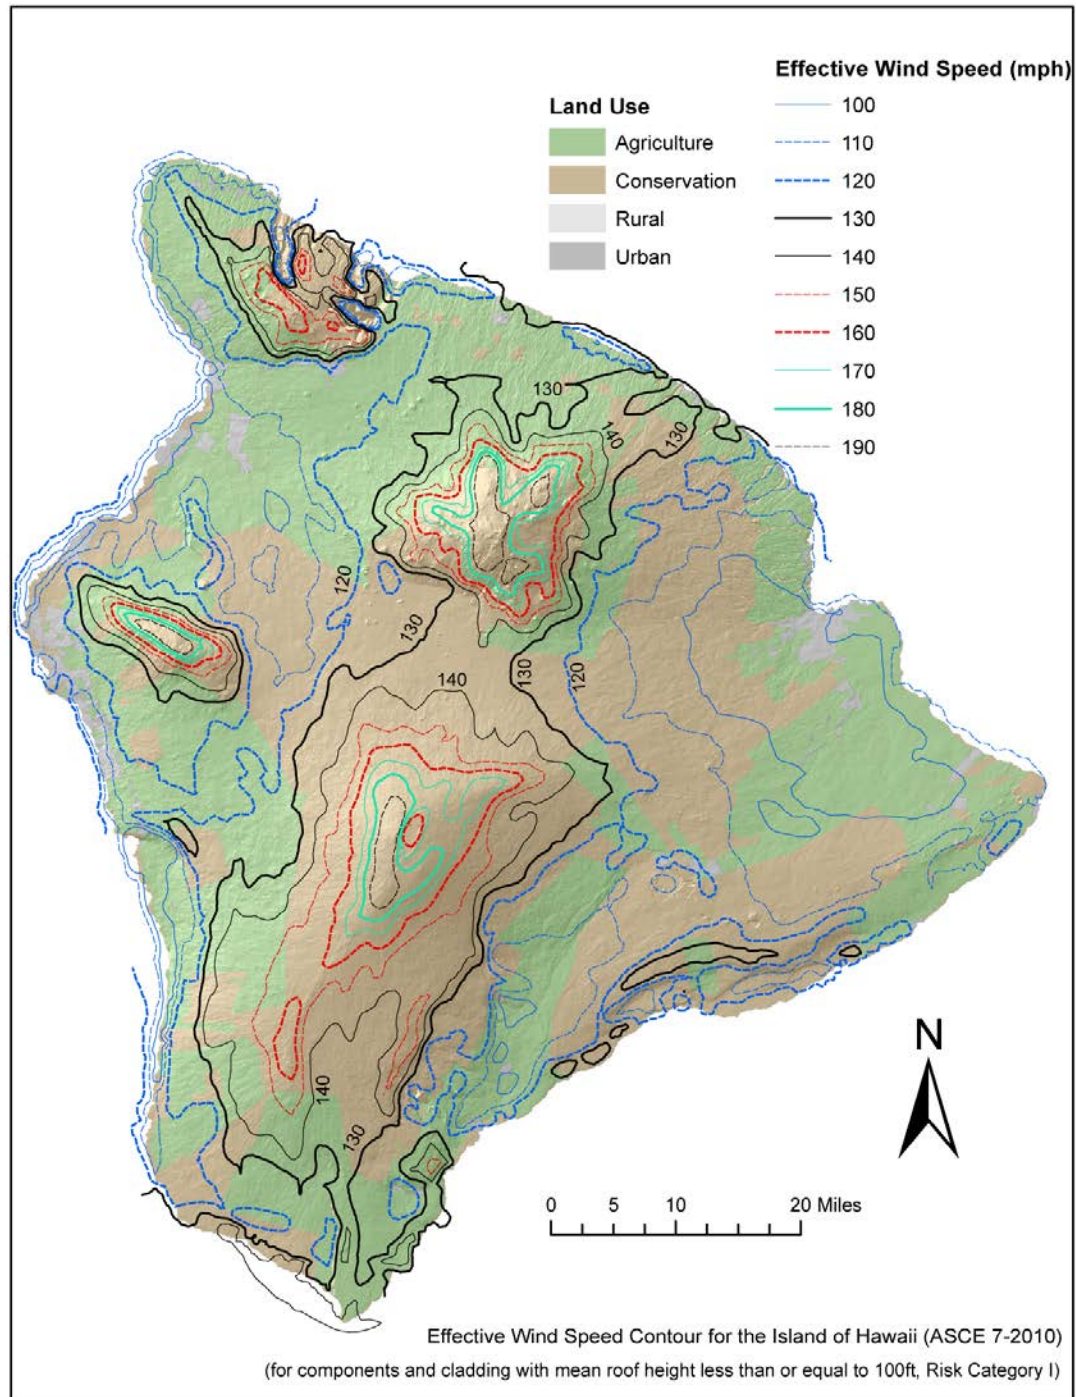 Effective Wind Speed (mph)
Land Use
100
Agriculture
110
Conservation
120
Rural
130
Urban
140
150
160
170
180
190
130
140
130
120
130
130
120
140
140
130
N
0 5 10 20 Miles
Effective Wind Speed Contour for the Island of Hawaii (ASCE 7-2010)
(for components and cladding with mean roof height less than or equal to 100ft, Risk Category I)